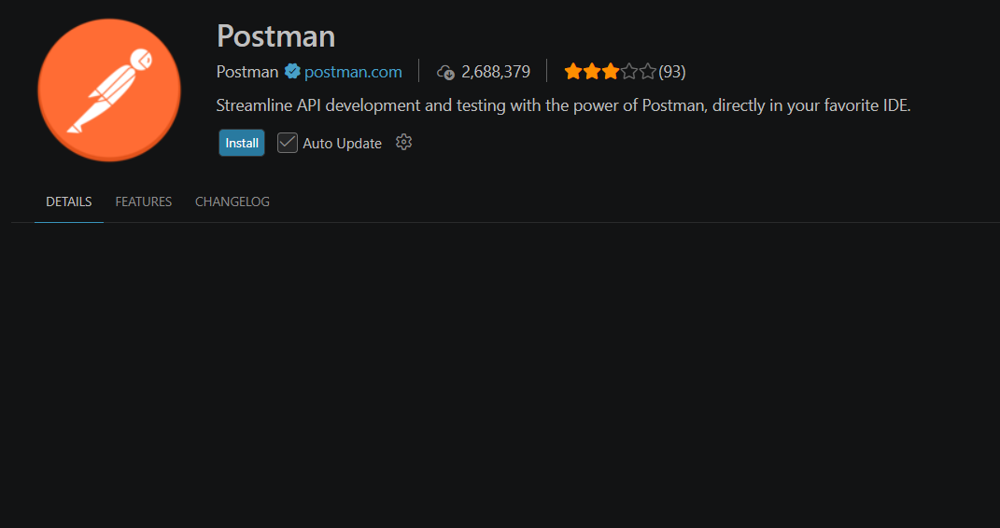 Postman
Postman postman.com 2,688,379 (93)
Streamline API development and testing with the power of Postman, directly in your favorite IDE.
Install Auto Update
DETAILS FEATURES CHANGELOG